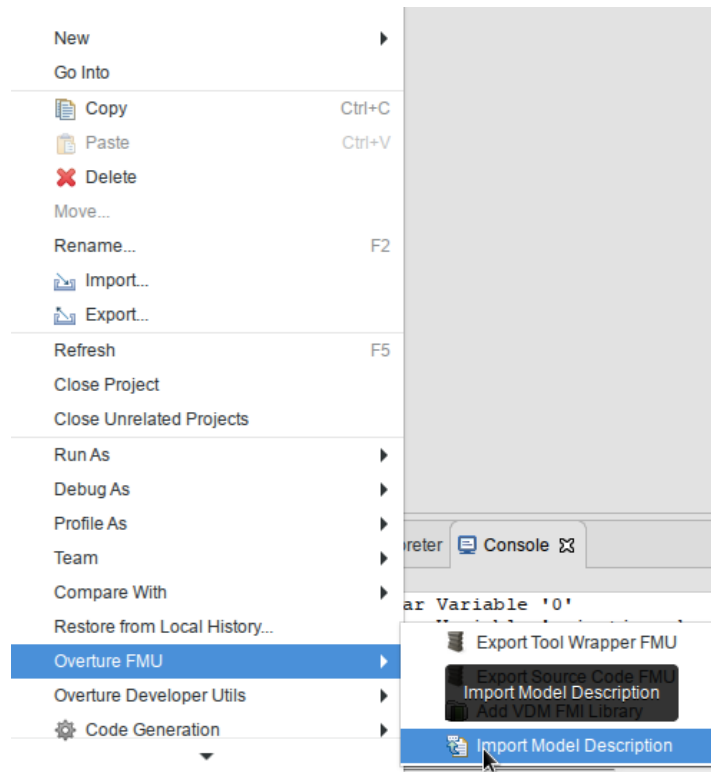 New
Go Into
Copy Ctrl+C
Paste Ctrl+V
Delete
Move...
Rename... F2
Import...
Export...
Refresh F5
Close Project
Close Unrelated Projects
Run As
Debug As
Profile As
Team
Compare With
Restore from Local History...
Overture FMU
Overture Developer Utils
Code Generation
reter Console
ar Variable '0'
Export Tool Wrapper FMU
Export Source Code FMU
Import Model Description
Add VDM FMI Library
Import Model Description